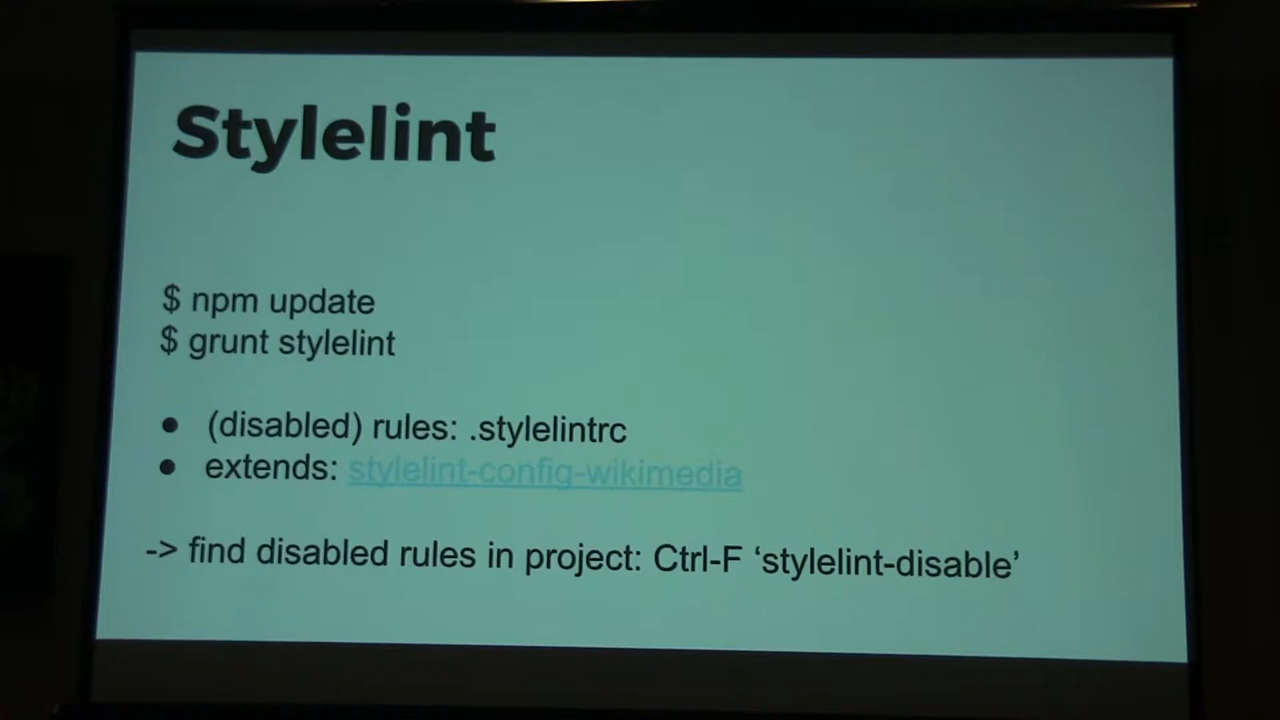 Stylelint
$ npm update
$ grunt stylelint
● (disabled) rules: .stylelintrc
● extends: stylelint-config-wikimedia
-> find disabled rules in project: Ctrl-F ‘stylelint-disable’